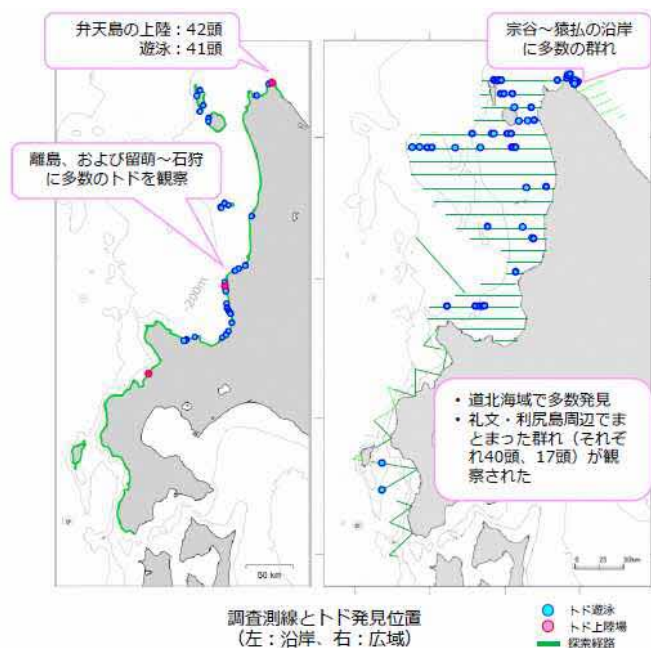 弁天島の上陸：42頭
遊泳：41頭
離島、および留萌～石狩
に多数のトドを観察
-200m
50 km
宗谷～猿払の沿岸
に多数の群れ
・ 道北海域で多数発見
・ 礼文・利尻島周辺でま
とまった群れ（それぞ
れ40頭、17頭）が観
察された
0 25 50km
調査測線とトド発見位置
（左：沿岸、右：広域）
トド遊泳
トド上陸場
探索経路